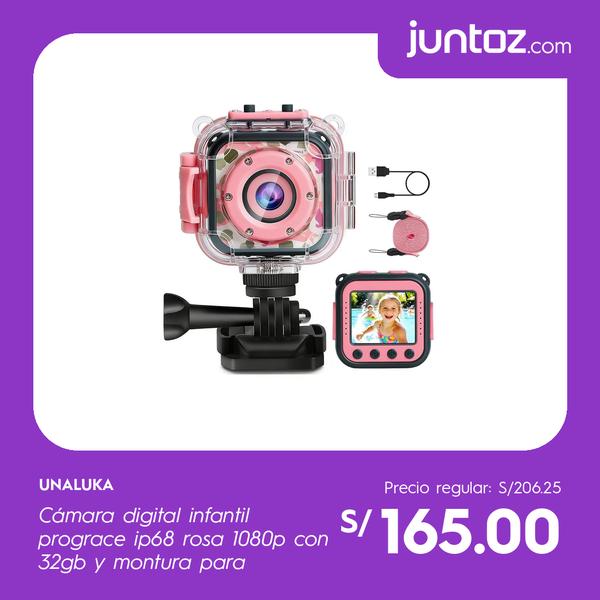 juntoz.com
UNALUKA
Cámara digital infantil
prograce ip68 rosa 1080p con
32gb y montura para
Precio regular: S/206.25
S/165.00